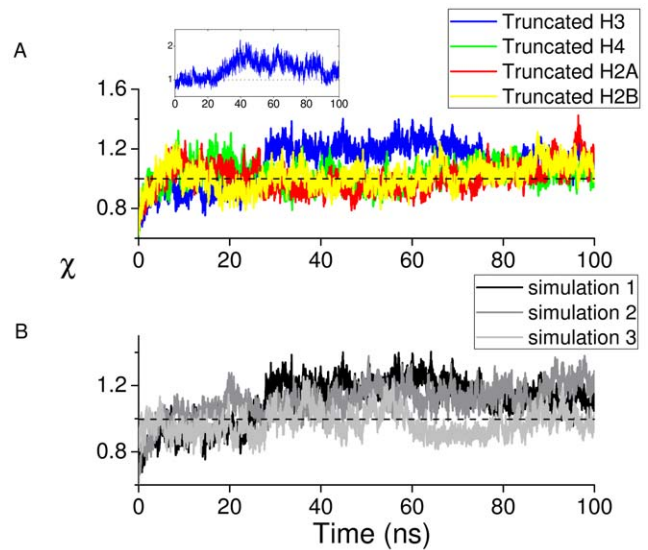 A
2
1
0 20 40 60 80 100
Truncated H3
Truncated H4
Truncated H2A
Truncated H2B
1.6
1.2
0.8
0 20 40 60 80 100
χ
B
simulation 1
simulation 2
simulation 3
1.2
0.8
0 20 40 60 80 100
Time (ns)